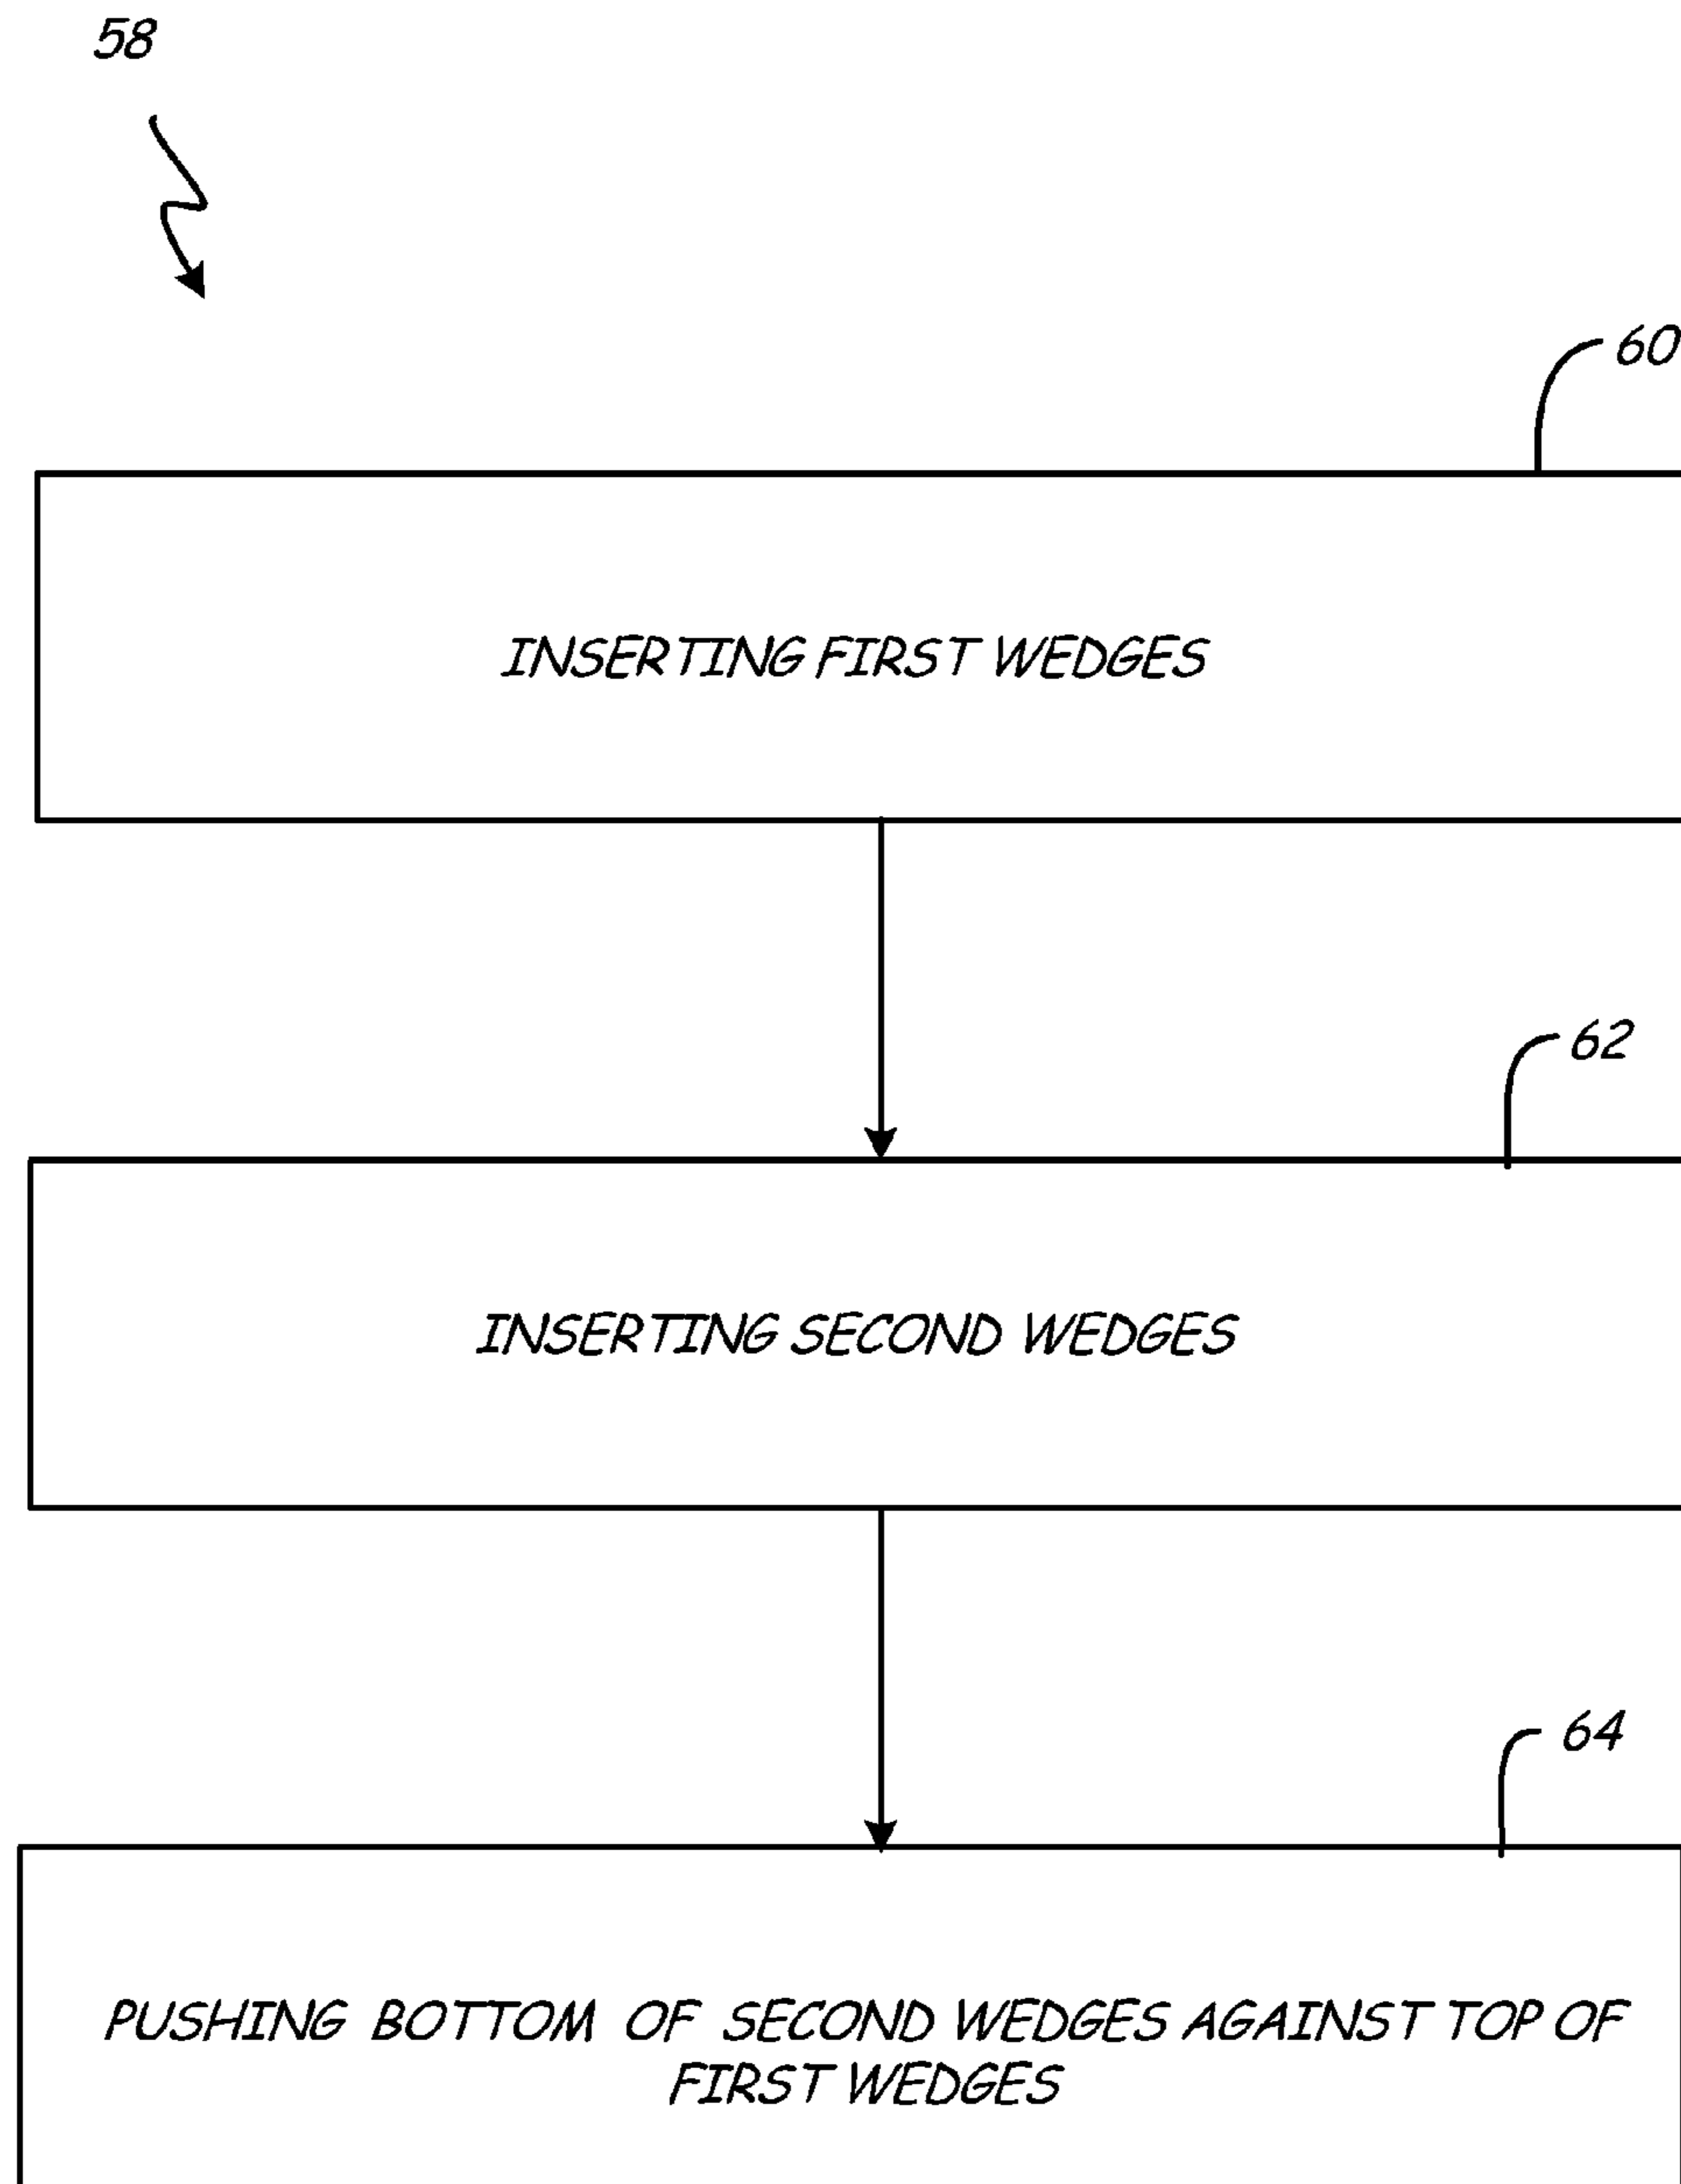 58
60
INSERTING FIRST WEDGES
62
INSERTING SECOND WEDGES
64
PUSHING BOTTOM OF SECOND WEDGES AGAINST TOP OF
FIRST WEDGES